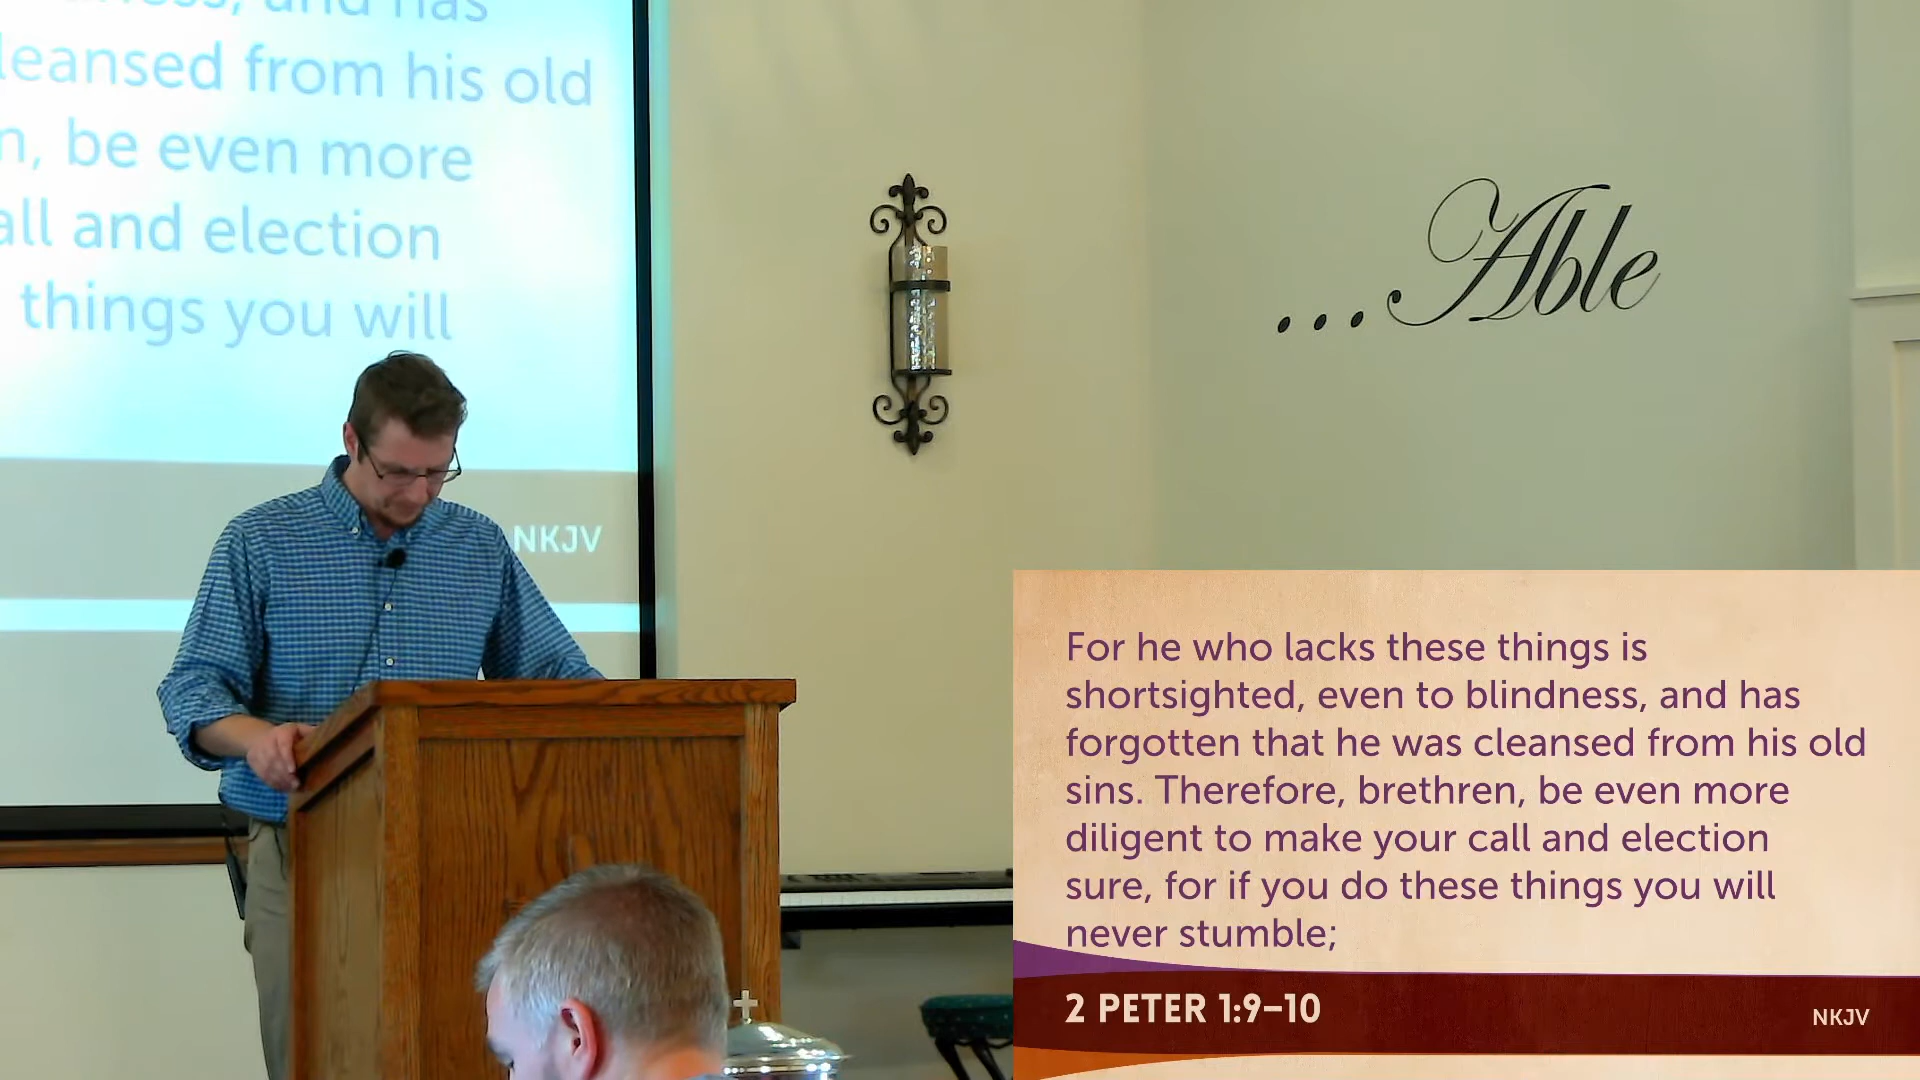 and has
leansed from his old
n, be even more
all and election
things you will
NKJV
...Able
For he who lacks these things is
shortsighted, even to blindness, and has
forgotten that he was cleansed from his old
sins. Therefore, brethren, be even more
diligent to make your call and election
sure, for if you do these things you will
never stumble;
2 PETER 1:9–10
NKJV